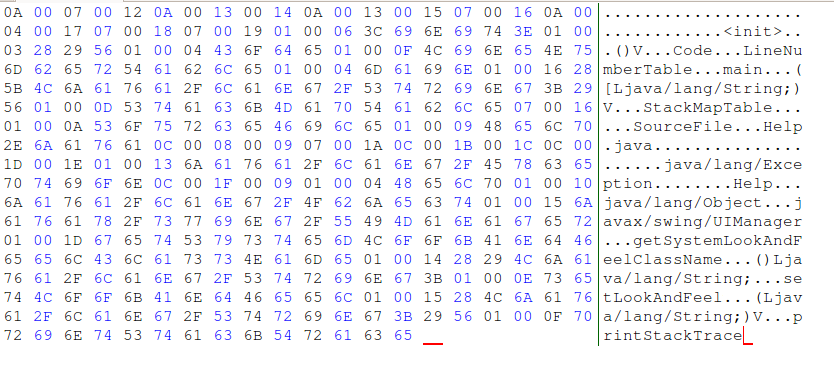 0A 00 07 00 12 0A 00 13 00 14 0A 00 13 00 15 07 00 16 0A 00 ....................
04 00 17 07 00 18 07 00 19 01 00 06 3C 69 6E 69 74 3E 01 00 ............<init>..
03 28 29 56 01 00 04 43 6F 64 65 01 00 0F 4C 69 6E 65 4E 75 .()V...Code...LineNu
6D 62 65 72 54 61 62 6C 65 01 00 04 6D 61 69 6E 01 00 16 28 mberTable...main...(
5B 4C 6A 61 76 61 2F 6C 61 6E 67 2F 53 74 72 69 6E 67 3B 29 [Ljava/lang/String;)
56 01 00 0D 53 74 61 63 6B 4D 61 70 54 61 62 6C 65 07 00 16 V...StackMapTable...
01 00 0A 53 6F 75 72 63 65 46 69 6C 65 01 00 09 48 65 6C 70 ...SourceFile...Help
2E 6A 61 76 61 0C 00 08 00 09 07 00 1A 0C 00 1B 00 1C 0C 00 .java...............
1D 00 1E 01 00 13 6A 61 76 61 2F 6C 61 6E 67 2F 45 78 63 65 ......java/lang/Exce
70 74 69 6F 6E 0C 00 1F 00 09 01 00 04 48 65 6C 70 01 00 10 ption........Help...
6A 61 76 61 2F 6C 61 6E 67 2F 4F 62 6A 65 63 74 01 00 15 6A java/lang/Object...j
61 76 61 78 2F 73 77 69 6E 67 2F 55 49 4D 61 6E 61 67 65 72 avax/swing/UIManager
01 00 1D 67 65 74 53 79 73 74 65 6D 4C 6F 6F 6B 41 6E 64 46 ...getSystemLookAndF
65 65 6C 43 6C 61 73 73 4E 61 6D 65 01 00 14 28 29 4C 6A 61 eelClassName...()Lja
76 61 2F 6C 61 6E 67 2F 53 74 72 69 6E 67 3B 01 00 0E 73 65 va/lang/String;...se
74 4C 6F 6F 6B 41 6E 64 46 65 65 6C 01 00 15 28 4C 6A 61 76 tLookAndFeel...(Ljav
61 2F 6C 61 6E 67 2F 53 74 72 69 6E 67 3B 29 56 01 00 0F 70 a/lang/String;)V...p
72 69 6E 74 53 74 61 63 6B 54 72 61 63 65 rintStackTrace